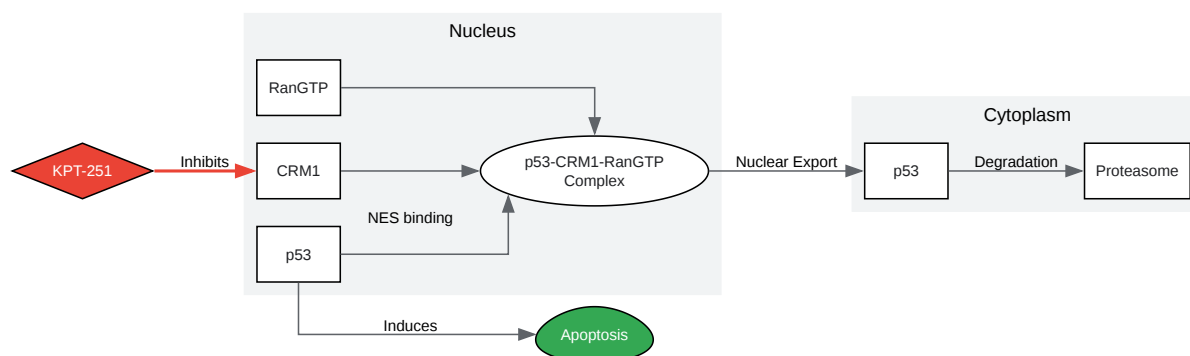 Nucleus
RanGTP
Cytoplasm
KPT-251
Inhibits
CRM1
p53-CRM1-RanGTP
Complex
Nuclear Export
p53
Degradation
Proteasome
NES binding
p53
Induces
Apoptosis